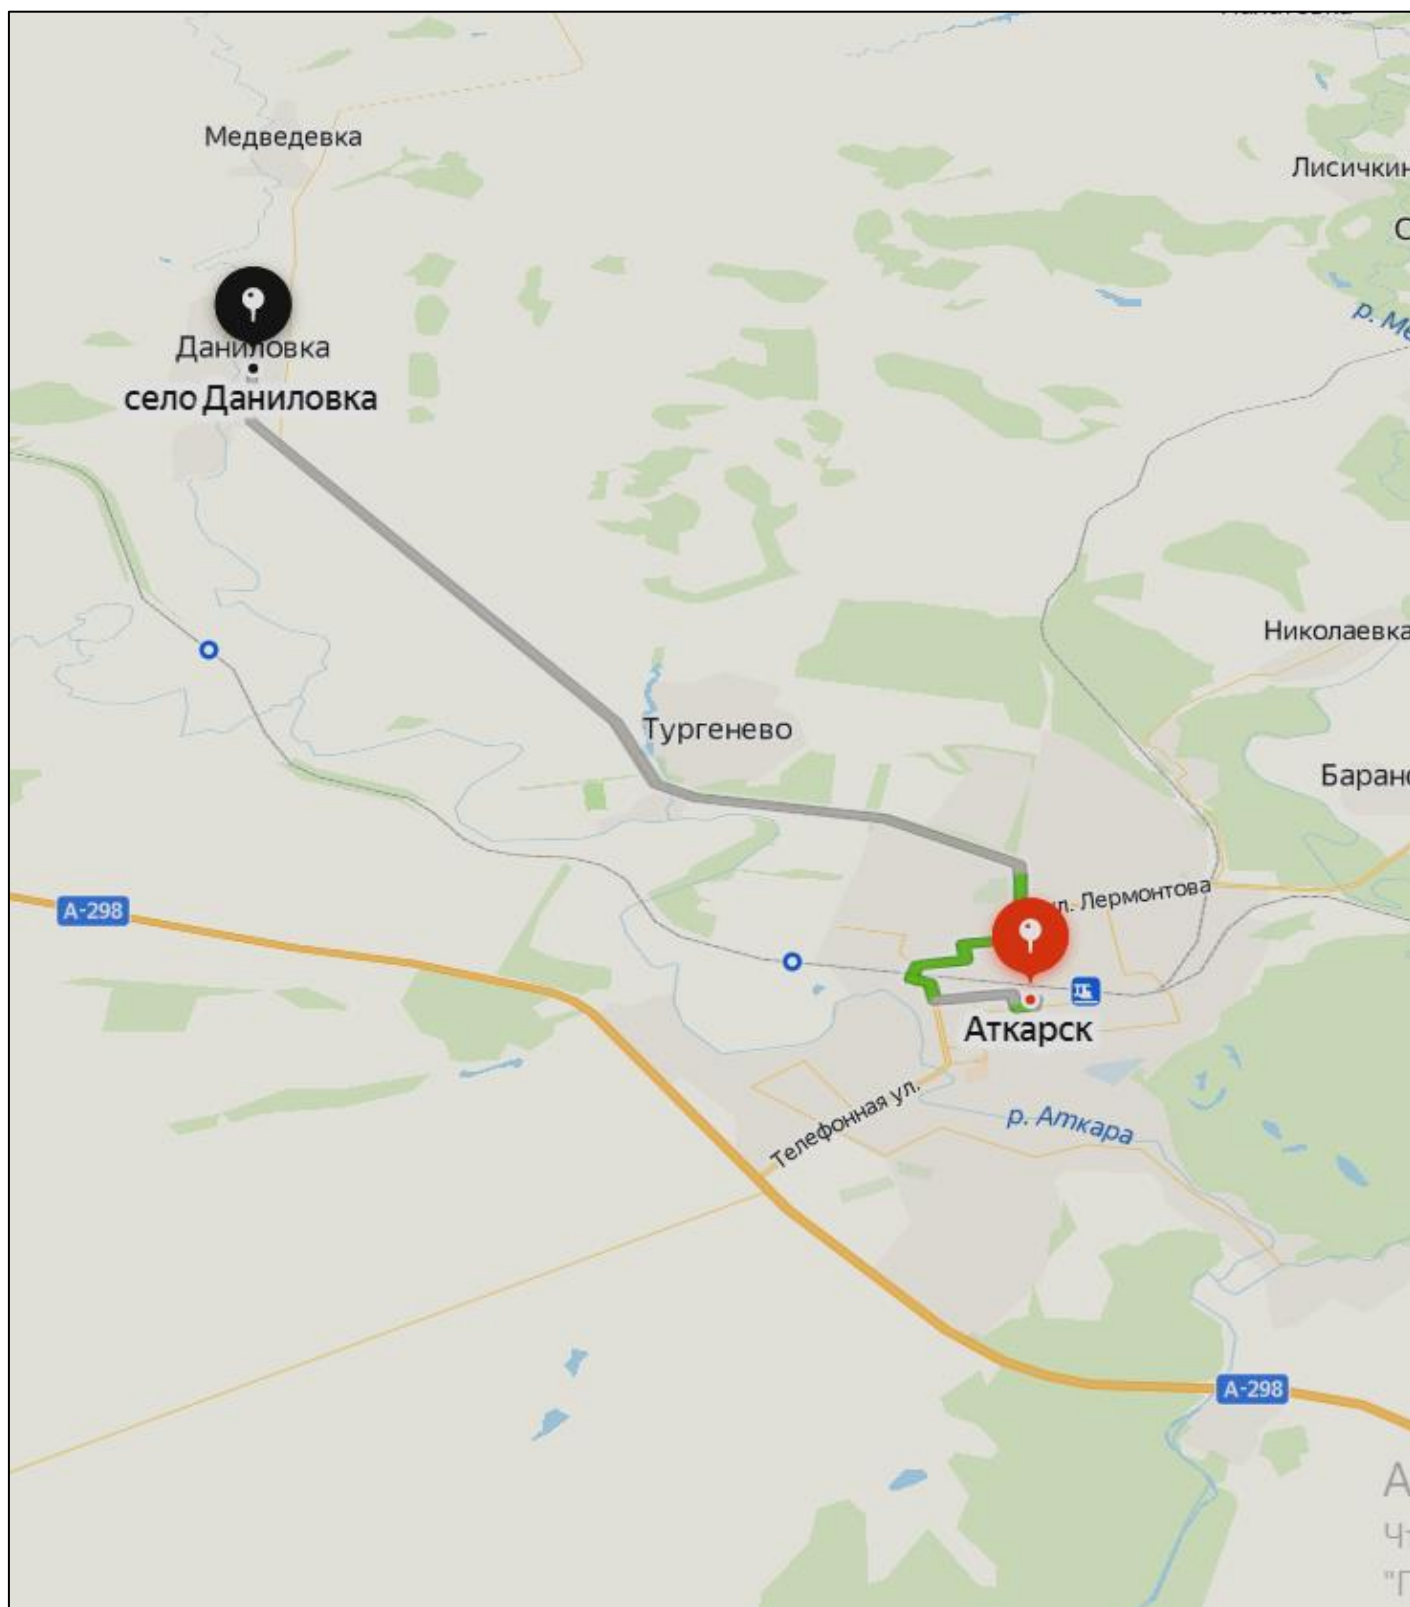 Медведевка
Лисичкин
Даниловка
село Даниловка
р. Ме
Николаевка
Тургенево
Баран
ул. Лермонтова
А-298
Аткарск
Телефонная ул.
р. Аткара
А-298